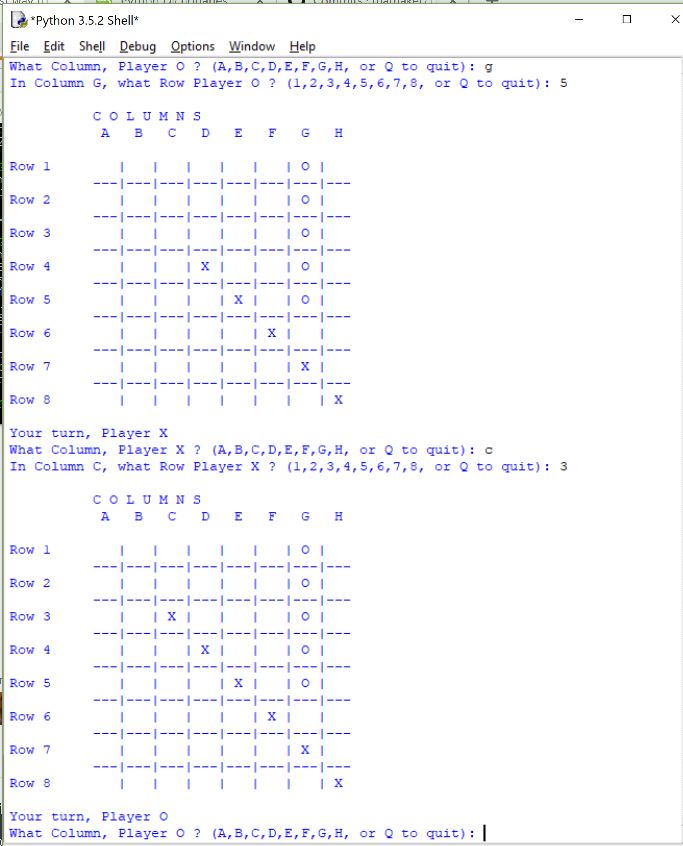 *Python 3.5.2 Shell*
File Edit Shell Debug Options Window Help
What Column, Player O ? (A,B,C,D,E,F,G,H, or Q to quit): g
In Column G, what Row Player O ? (1,2,3,4,5,6,7,8, or Q to quit): 5
C O L U M N S
A B C D E F G H
Row 1 | | | | | | O |
---|---|---|---|---|---|---|---
Row 2 | | | | | | O |
---|---|---|---|---|---|---|---
Row 3 | | | | | | O |
---|---|---|---|---|---|---|---
Row 4 | | | X | | | O |
---|---|---|---|---|---|---|---
Row 5 | | | | X | | O |
---|---|---|---|---|---|---|---
Row 6 | | | | | X | |
---|---|---|---|---|---|---|---
Row 7 | | | | | | X |
---|---|---|---|---|---|---|---
Row 8 | | | | | | | X
Your turn, Player X
What Column, Player X ? (A,B,C,D,E,F,G,H, or Q to quit): c
In Column C, what Row Player X ? (1,2,3,4,5,6,7,8, or Q to quit): 3
C O L U M N S
A B C D E F G H
Row 1 | | | | | | O |
---|---|---|---|---|---|---|---
Row 2 | | | | | | O |
---|---|---|---|---|---|---|---
Row 3 | | X | | | | O |
---|---|---|---|---|---|---|---
Row 4 | | | X | | | O |
---|---|---|---|---|---|---|---
Row 5 | | | | X | | O |
---|---|---|---|---|---|---|---
Row 6 | | | | | X | |
---|---|---|---|---|---|---|---
Row 7 | | | | | | X |
---|---|---|---|---|---|---|---
Row 8 | | | | | | | X
Your turn, Player O
What Column, Player O ? (A,B,C,D,E,F,G,H, or Q to quit):